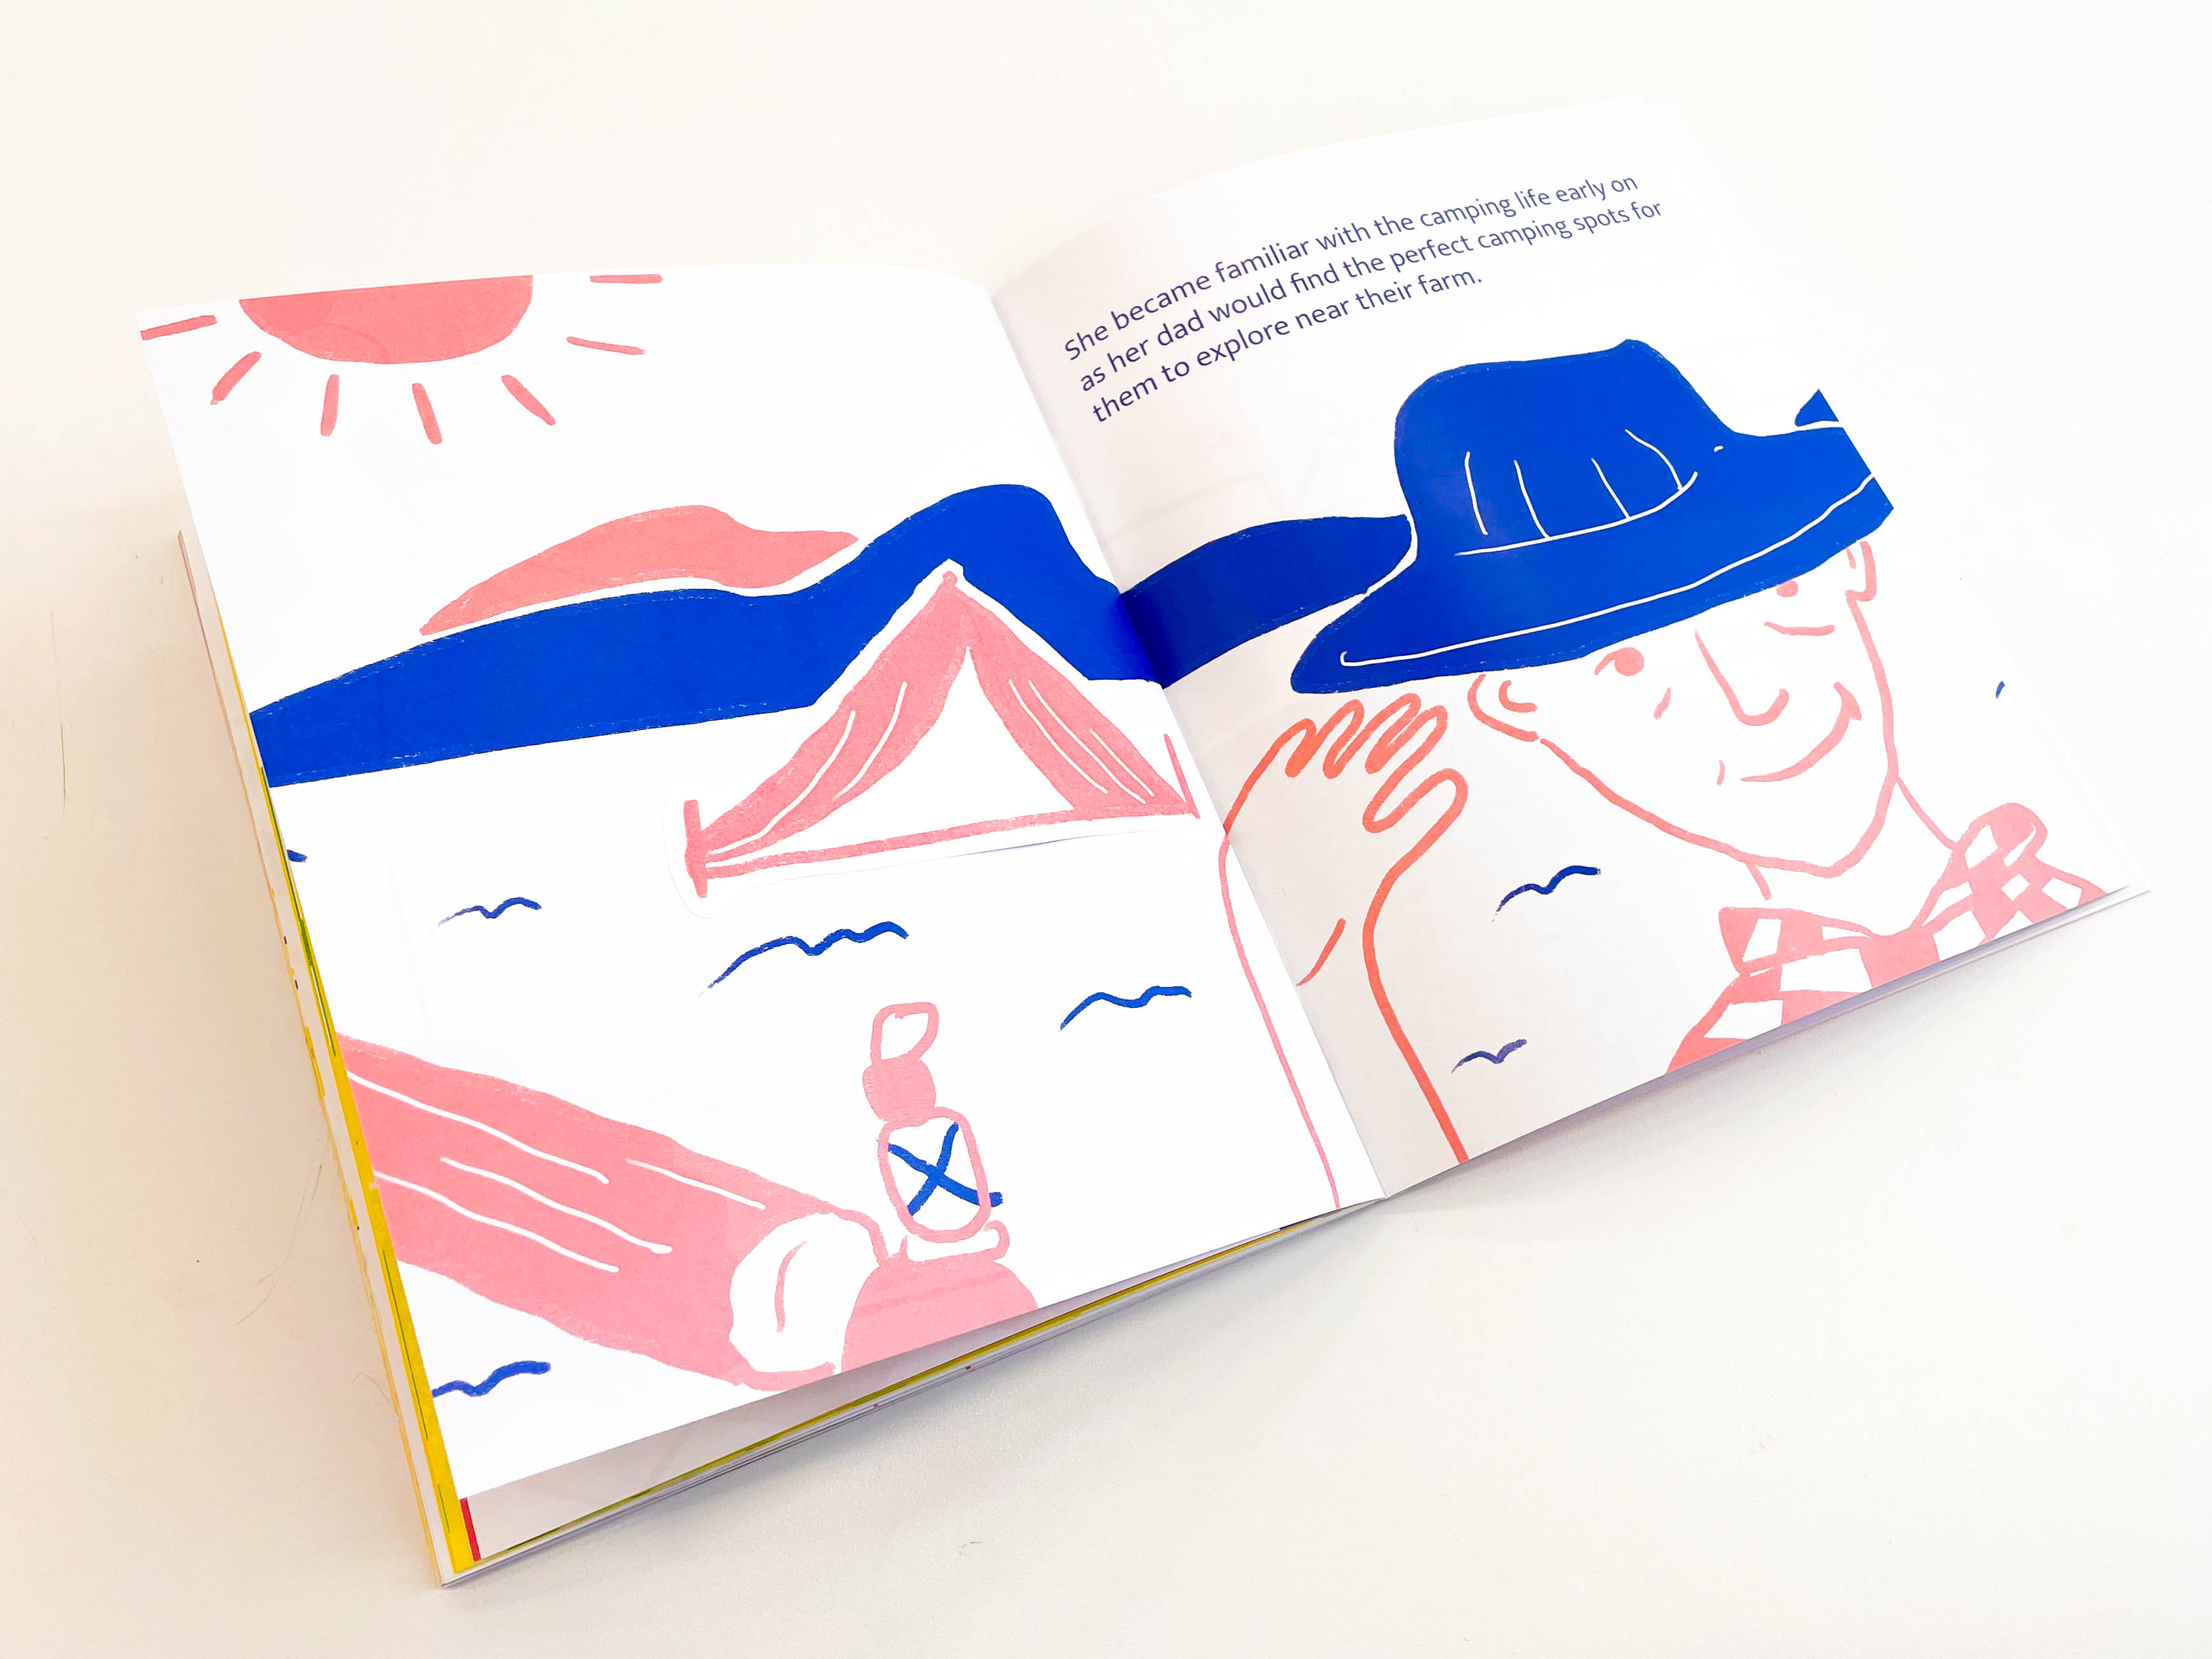 She became familiar with the camping life early on
as her dad would find the perfect camping spots for
them to explore near their farm.